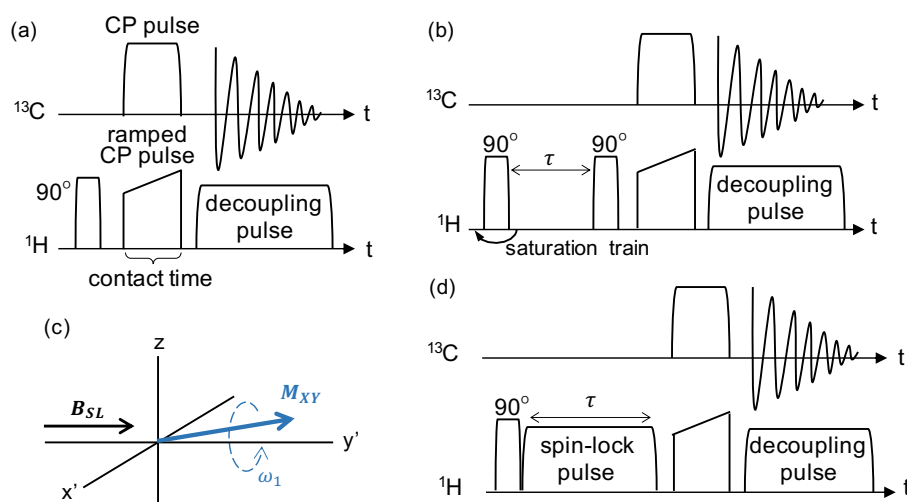 (a)
CP pulse
¹³C
t
ramped
CP pulse
90°
decoupling
pulse
¹H
t
contact time
(b)
¹³C
t
90°
τ
90°
decoupling
pulse
¹H
t
saturation train
(c)
z
B_SL
M_XY
y'
ω₁
x'
(d)
¹³C
t
90°
τ
spin-lock
pulse
decoupling
pulse
¹H
t